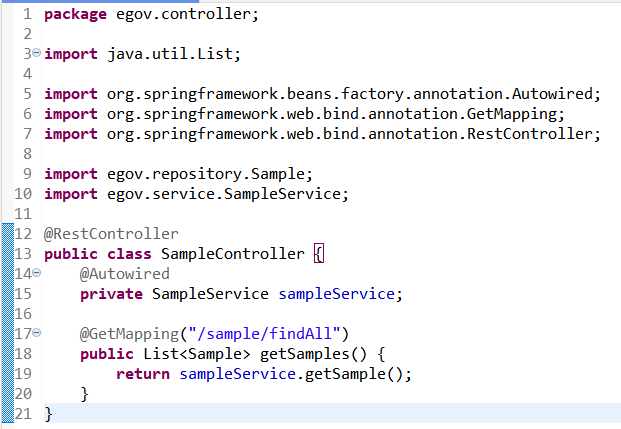 1 package egov.controller;
2
3 import java.util.List;
4
5 import org.springframework.beans.factory.annotation.Autowired;
6 import org.springframework.web.bind.annotation.GetMapping;
7 import org.springframework.web.bind.annotation.RestController;
8
9 import egov.repository.Sample;
10 import egov.service.SampleService;
11
12 @RestController
13 public class SampleController {
14     @Autowired
15     private SampleService sampleService;
16
17     @GetMapping("/sample/findAll")
18     public List<Sample> getSamples() {
19         return sampleService.getSample();
20     }
21 }